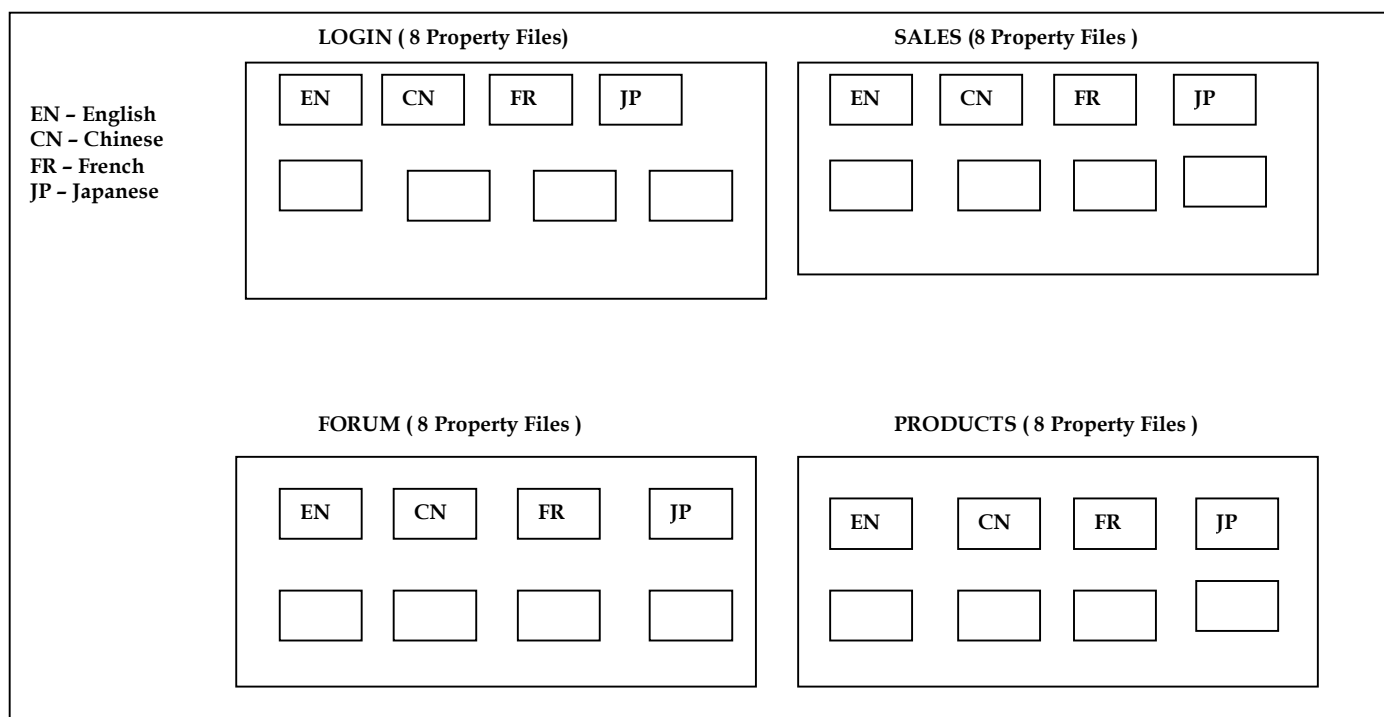 LOGIN ( 8 Property Files)
SALES (8 Property Files )
EN – English
CN – Chinese
FR – French
JP – Japanese
EN CN FR JP
EN CN FR JP
FORUM ( 8 Property Files )
PRODUCTS ( 8 Property Files )
EN CN FR JP
EN CN FR JP